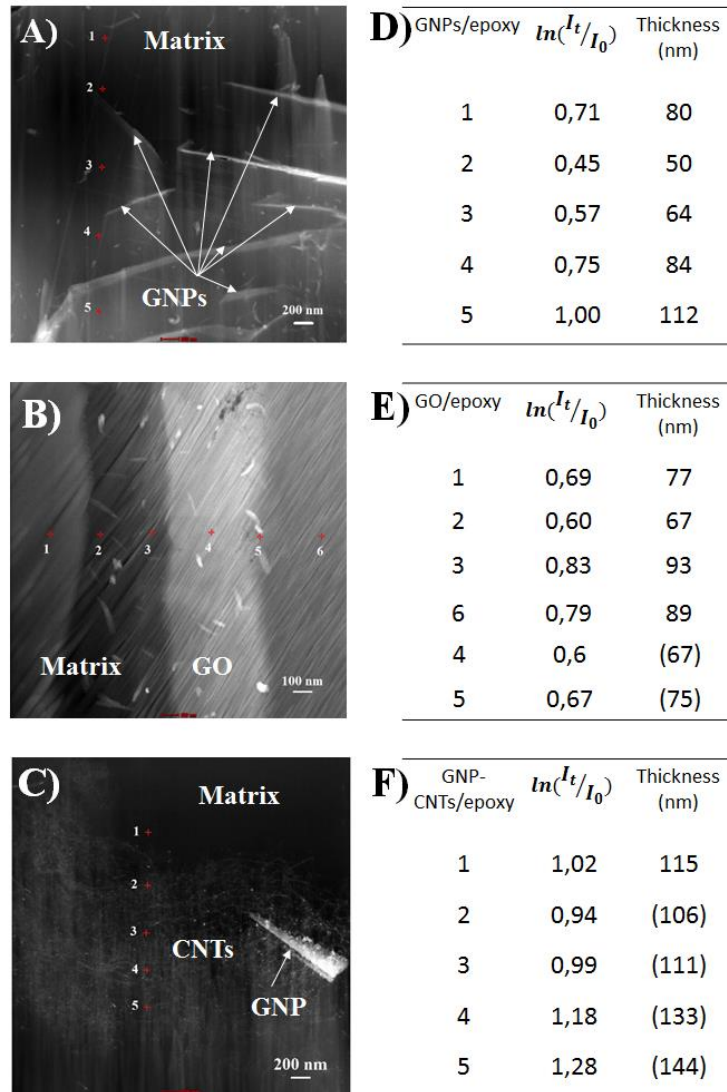 A)
Matrix
1
2
3
4
5
GNPs
200 nm
D)
GNPs/epoxy ln(It/I0) Thickness
(nm)
1 0,71 80
2 0,45 50
3 0,57 64
4 0,75 84
5 1,00 112
B)
1 2 3 4 5 6
Matrix GO
100 nm
E)
GO/epoxy ln(It/I0) Thickness
(nm)
1 0,69 77
2 0,60 67
3 0,83 93
6 0,79 89
4 0,6 (67)
5 0,67 (75)
C)
Matrix
1
2
3
4
5
CNTs
GNP
200 nm
F)
GNP-
CNTs/epoxy ln(It/I0) Thickness
(nm)
1 1,02 115
2 0,94 (106)
3 0,99 (111)
4 1,18 (133)
5 1,28 (144)